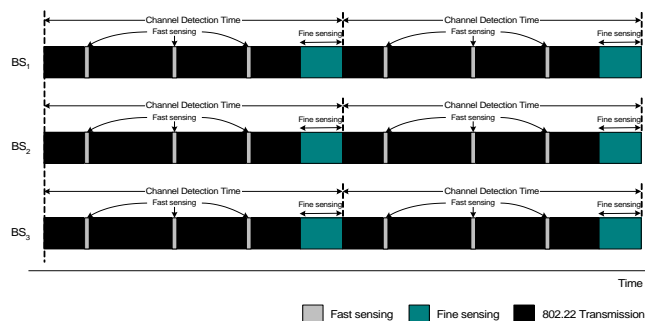 Channel Detection Time Channel Detection Time
Fast sensing Fine sensing Fast sensing Fine sensing
BS1
Channel Detection Time Channel Detection Time
Fast sensing Fine sensing Fast sensing Fine sensing
BS2
Channel Detection Time Channel Detection Time
Fast sensing Fine sensing Fast sensing Fine sensing
BS3
Time
Fast sensing Fine sensing 802.22 Transmission